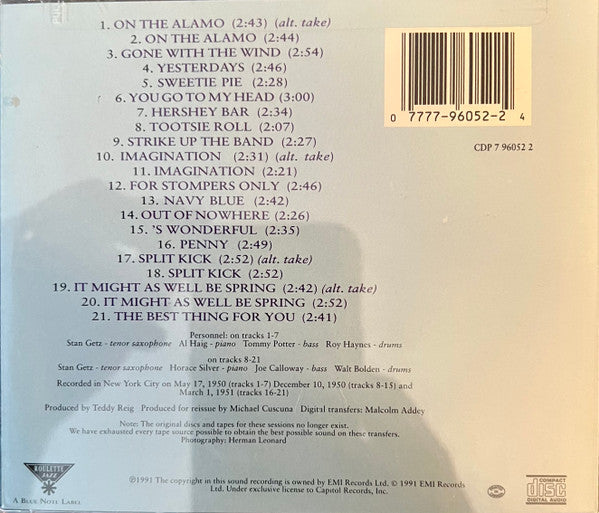 1. ON THE ALAMO (2:43) (alt. take)
2. ON THE ALAMO (2:44)
3. GONE WITH THE WIND (2:54)
4. YESTERDAYS (2:46)
5. SWEETIE PIE (2:28)
6. YOU GO TO MY HEAD (3:00)
7. HERSHEY BAR (2:34)
8. TOOTSIE ROLL (2:07)
9. STRIKE UP THE BAND (2:27)
10. IMAGINATION (2:31) (alt. take)
11. IMAGINATION (2:21)
12. FOR STOMPERS ONLY (2:46)
13. NAVY BLUE (2:42)
14. OUT OF NOWHERE (2:26)
15. 'S WONDERFUL (2:35)
16. PENNY (2:49)
17. SPLIT KICK (2:52) (alt. take)
18. SPLIT KICK (2:52)
19. IT MIGHT AS WELL BE SPRING (2:42) (alt. take)
20. IT MIGHT AS WELL BE SPRING (2:52)
21. THE BEST THING FOR YOU (2:41)
0 7777-96052-2 4
CDP 7 96052 2
Personnel: on tracks 1-7
Stan Getz - tenor saxophone Al Haig - piano Tommy Potter - bass Roy Haynes - drums
on tracks 8-21
Stan Getz - tenor saxophone Horace Silver - piano Joe Calloway - bass Walt Bolden - drums
Recorded in New York City on May 17, 1950 (tracks 1-7) December 10, 1950 (tracks 8-15) and
March 1, 1951 (tracks 16-21)
Produced by Teddy Reig Produced for reissue by Michael Cuscuna Digital transfers: Malcolm Addey
Note: The original discs and tapes for these sessions no longer exist.
We have exhausted every tape source possible to obtain the best possible sound on these transfers.
Photography: Herman Leonard
ROULETTE
JAZZ
A BLUE NOTE LABEL
℗1991 The copyright in this sound recording is owned by EMI Records Ltd. © 1991 EMI Records
Ltd. Under exclusive license to Capitol Records, Inc.
COMPACT
disc
DIGITAL AUDIO